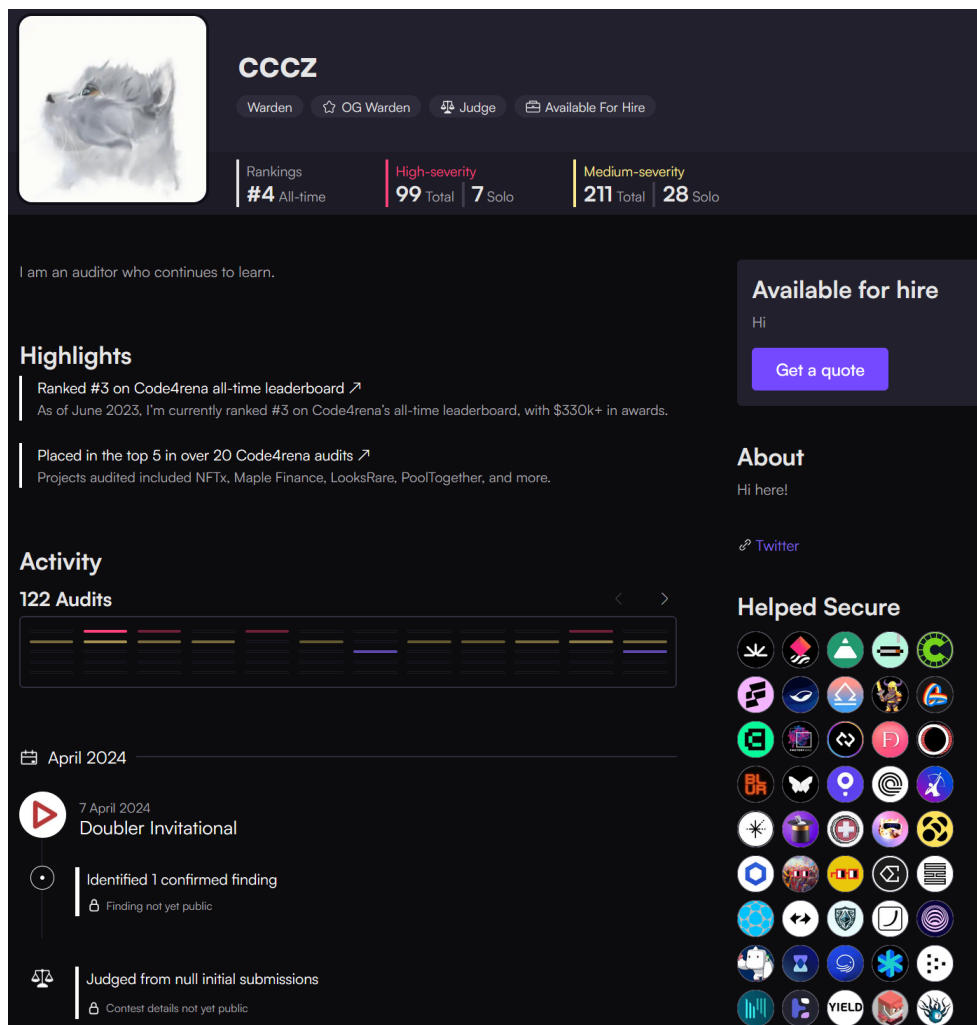 cccz
Warden
OG Warden
Judge
Available For Hire
Rankings
#4 All-time
High-severity
99 Total 7 Solo
Medium-severity
211 Total 28 Solo
I am an auditor who continues to learn.
Highlights
Ranked #3 on Code4rena all-time leaderboard ↗
As of June 2023, I'm currently ranked #3 on Code4rena's all-time leaderboard, with $330k+ in awards.
Placed in the top 5 in over 20 Code4rena audits ↗
Projects audited included NFTx, Maple Finance, LooksRare, PoolTogether, and more.
Activity
122 Audits
April 2024
7 April 2024
Doubler Invitational
Identified 1 confirmed finding
Finding not yet public
Judged from null initial submissions
Contest details not yet public
Available for hire
Hi
Get a quote
About
Hi here!
Twitter
Helped Secure
BLUR
YIELD